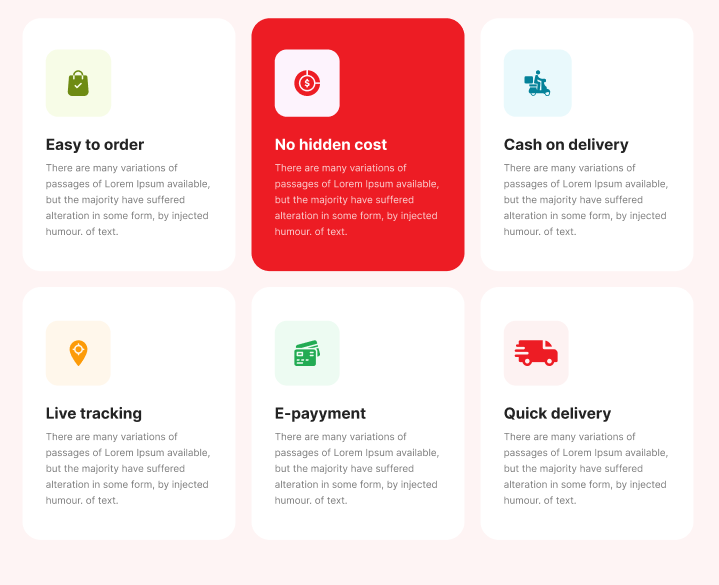 Easy to order
There are many variations of
passages of Lorem Ipsum available,
but the majority have suffered
alteration in some form, by injected
humour. of text.
No hidden cost
There are many variations of
passages of Lorem Ipsum available,
but the majority have suffered
alteration in some form, by injected
humour. of text.
Cash on delivery
There are many variations of
passages of Lorem Ipsum available,
but the majority have suffered
alteration in some form, by injected
humour. of text.
Live tracking
There are many variations of
passages of Lorem Ipsum available,
but the majority have suffered
alteration in some form, by injected
humour. of text.
E-payyment
There are many variations of
passages of Lorem Ipsum available,
but the majority have suffered
alteration in some form, by injected
humour. of text.
Quick delivery
There are many variations of
passages of Lorem Ipsum available,
but the majority have suffered
alteration in some form, by injected
humour. of text.